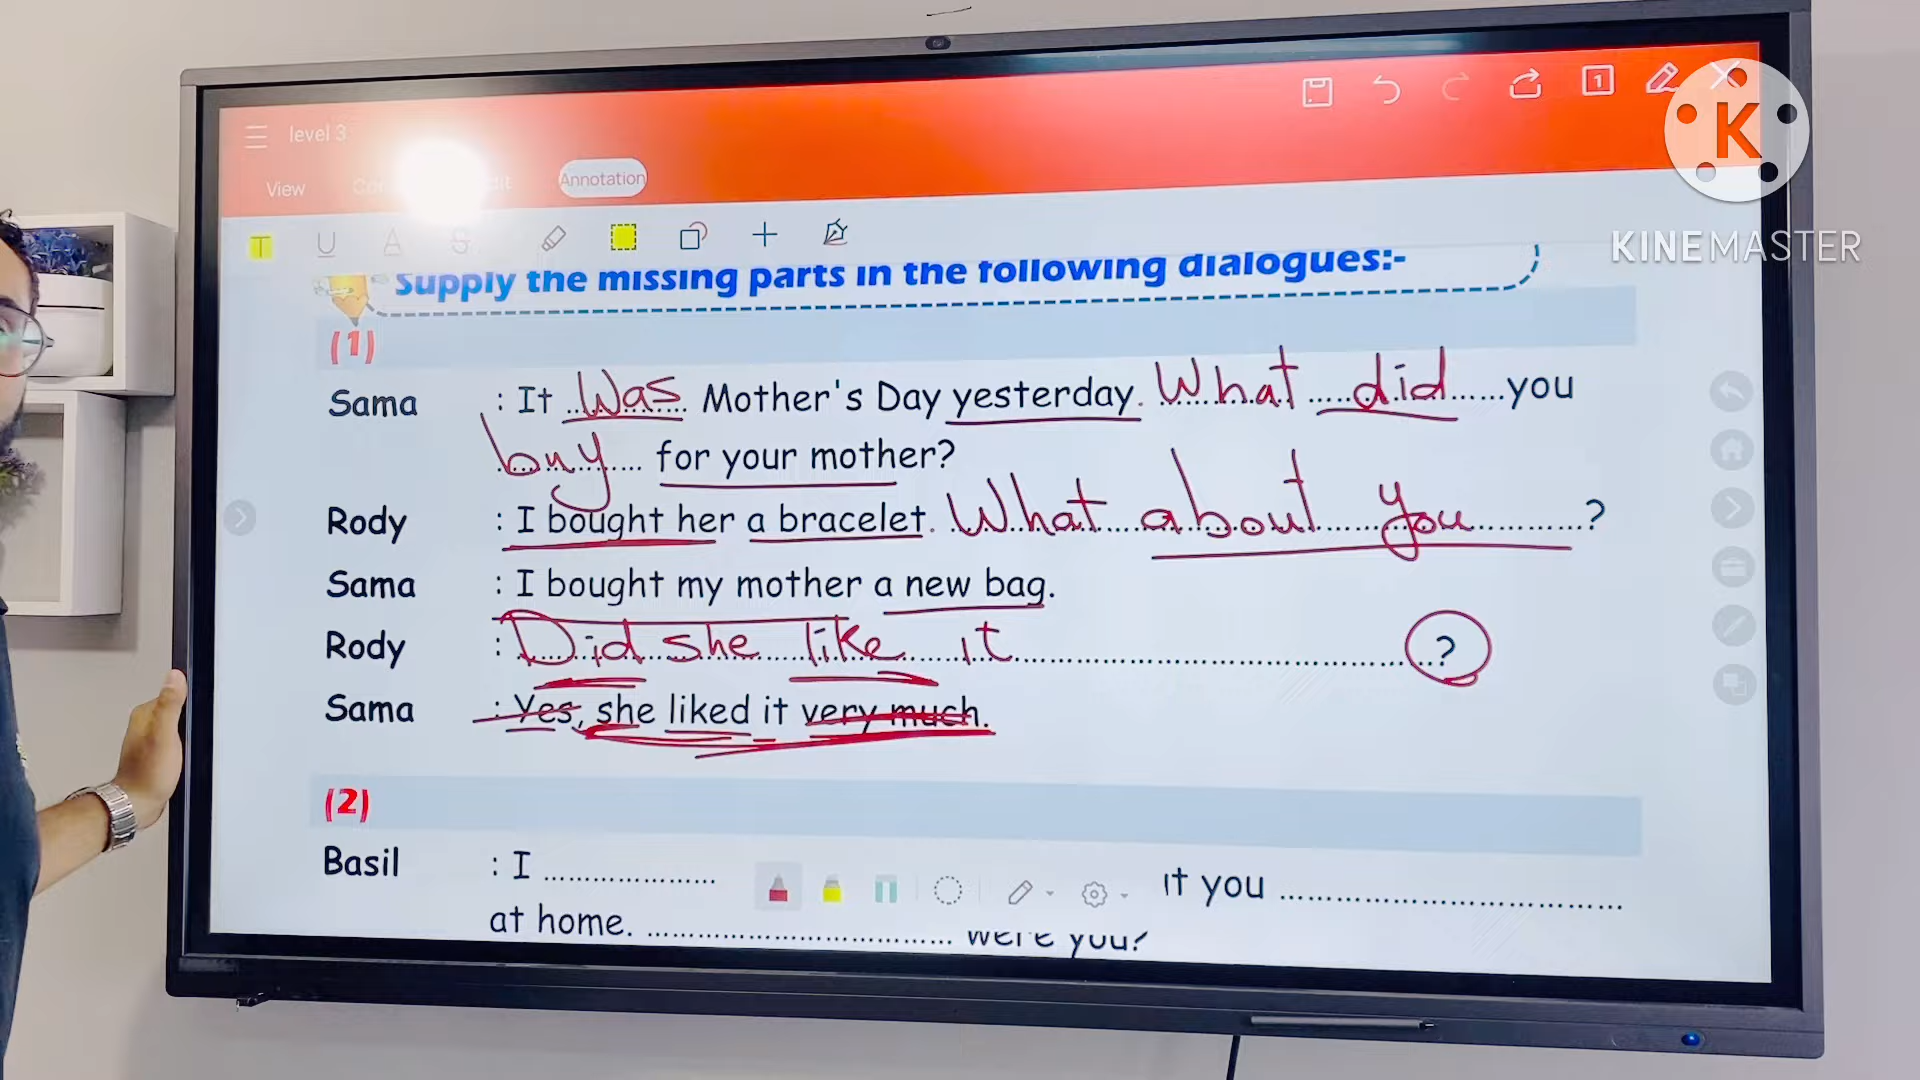 level 3
View
Annotation
K
KINEMASTER
T U A S
Supply the missing parts in the following dialogues:-
(1)
Sama : It Was Mother's Day yesterday. What did you
buy for your mother?
Rody : I bought her a bracelet. What about you ?
Sama : I bought my mother a new bag.
Rody : Did she like it ?
Sama : Yes, she liked it very much.
(2)
Basil : I .................... it you ....................
at home. .................... were you?